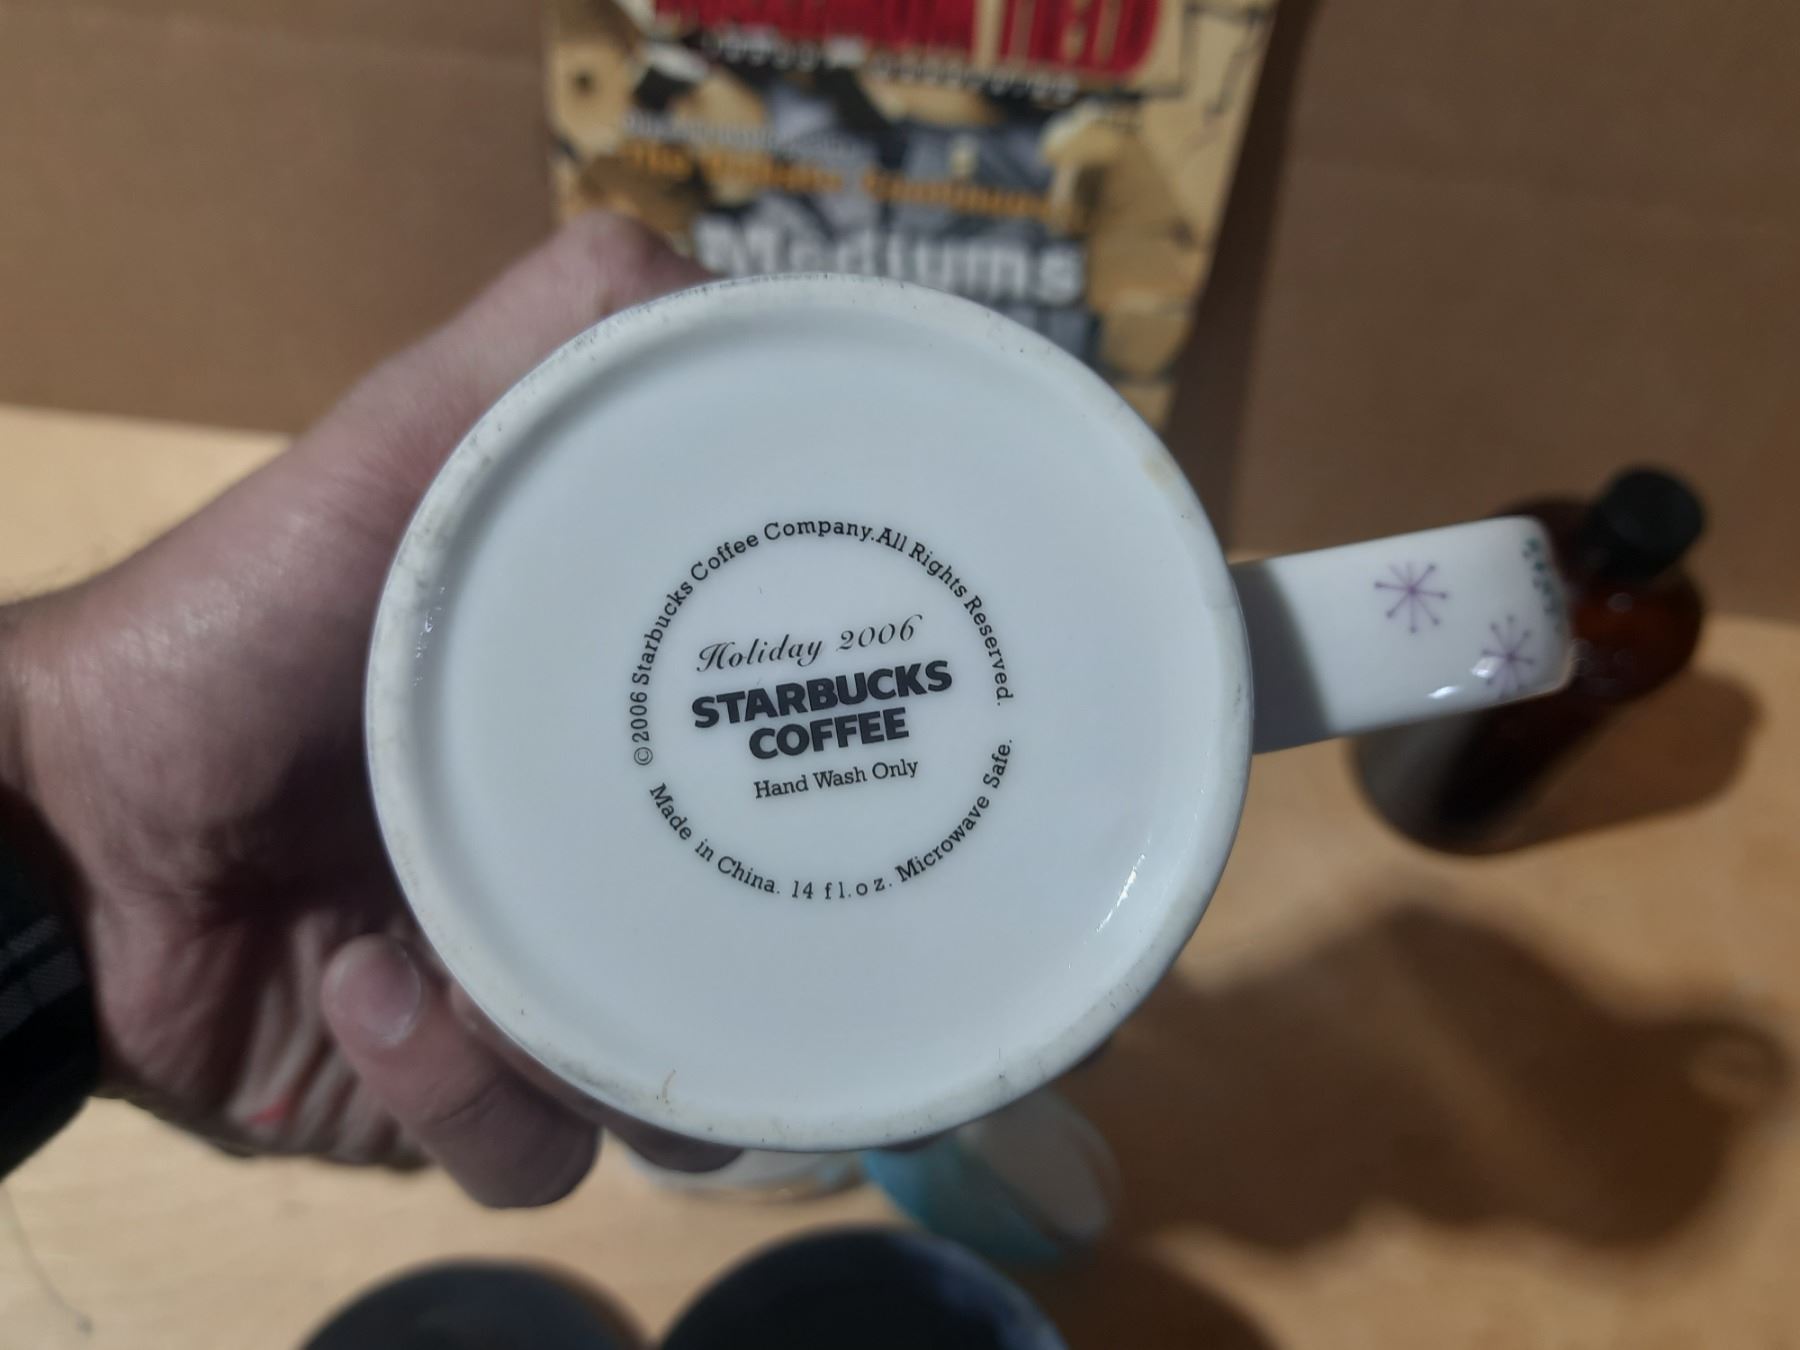 Mediums
©2006 Starbucks Coffee Company.All Rights Reserved.
Holiday 2006
STARBUCKS
COFFEE
Hand Wash Only
Made in China. 14 fl.oz. Microwave Safe.